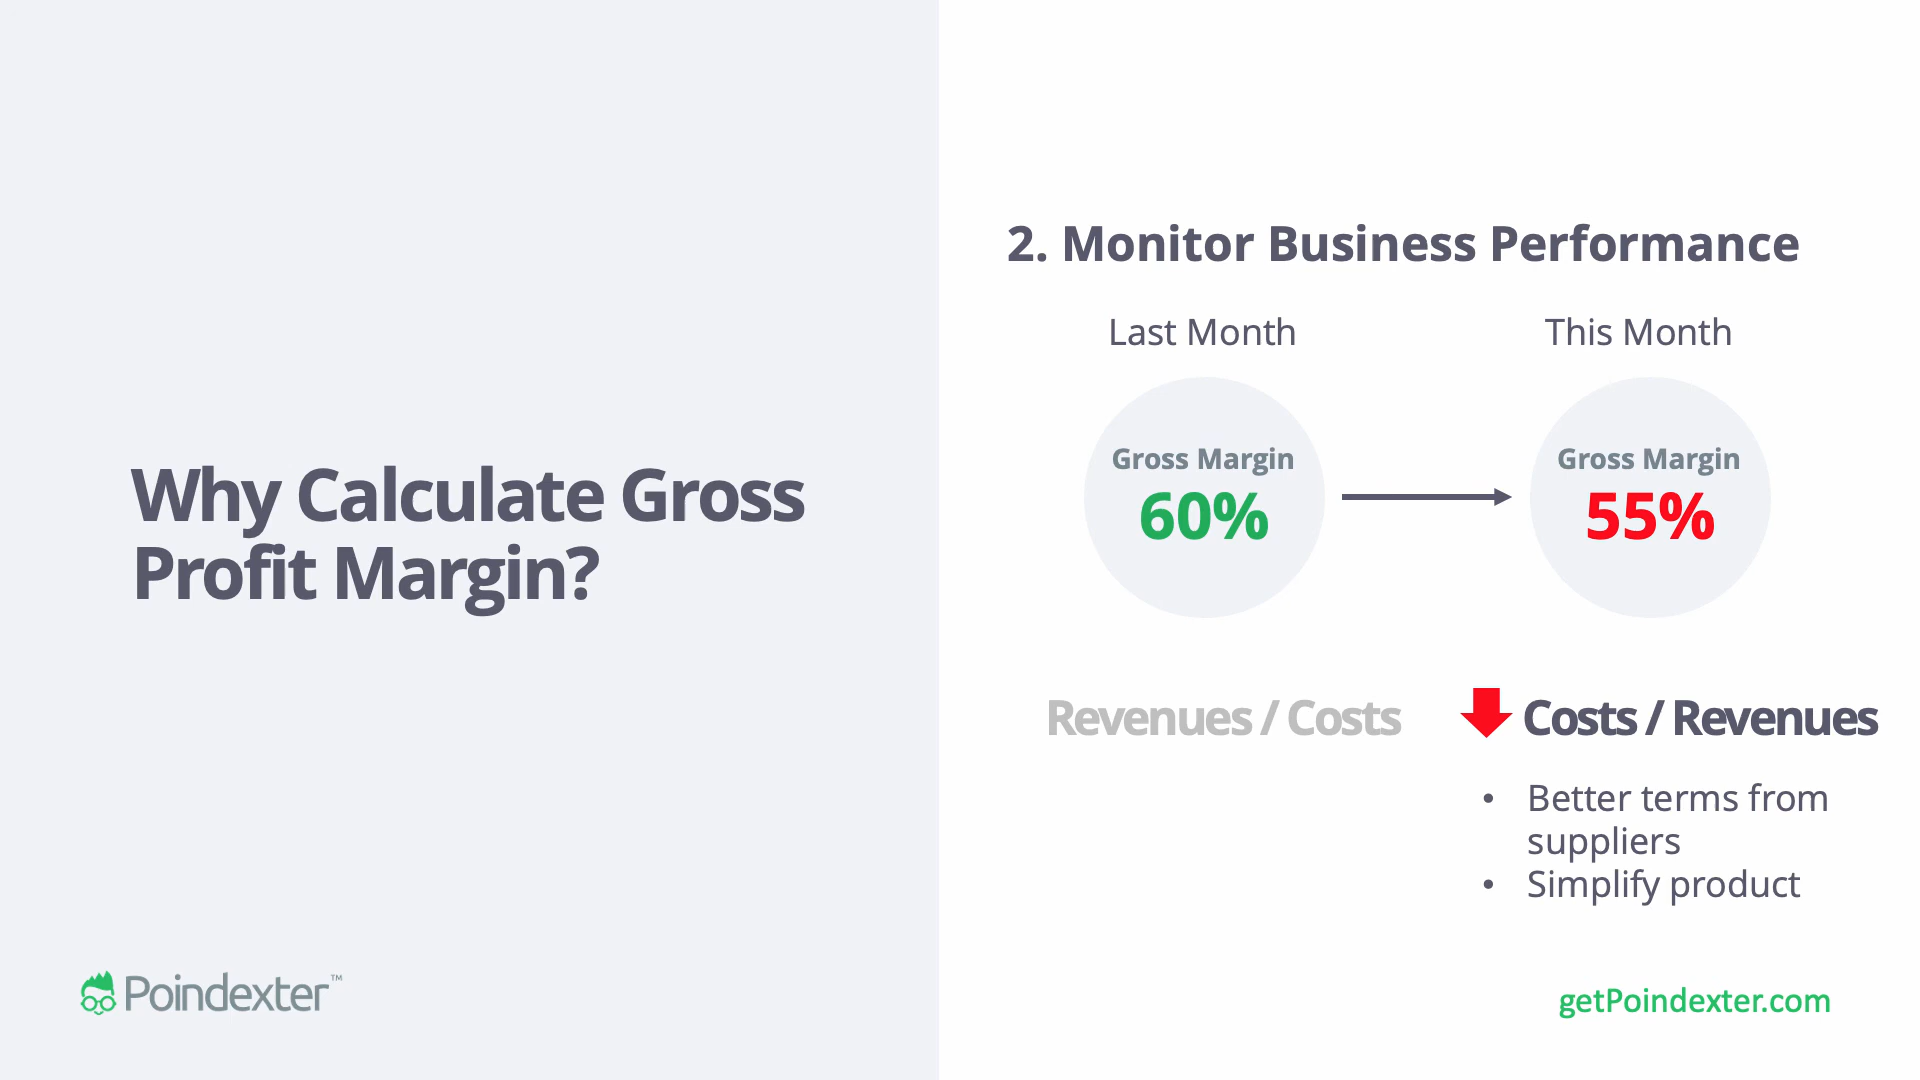 Why Calculate Gross
Profit Margin?
2. Monitor Business Performance
Last Month
This Month
Gross Margin
60%
Gross Margin
55%
Revenues / Costs
Costs / Revenues
• Better terms from
suppliers
• Simplify product
Poindexter™
getPoindexter.com